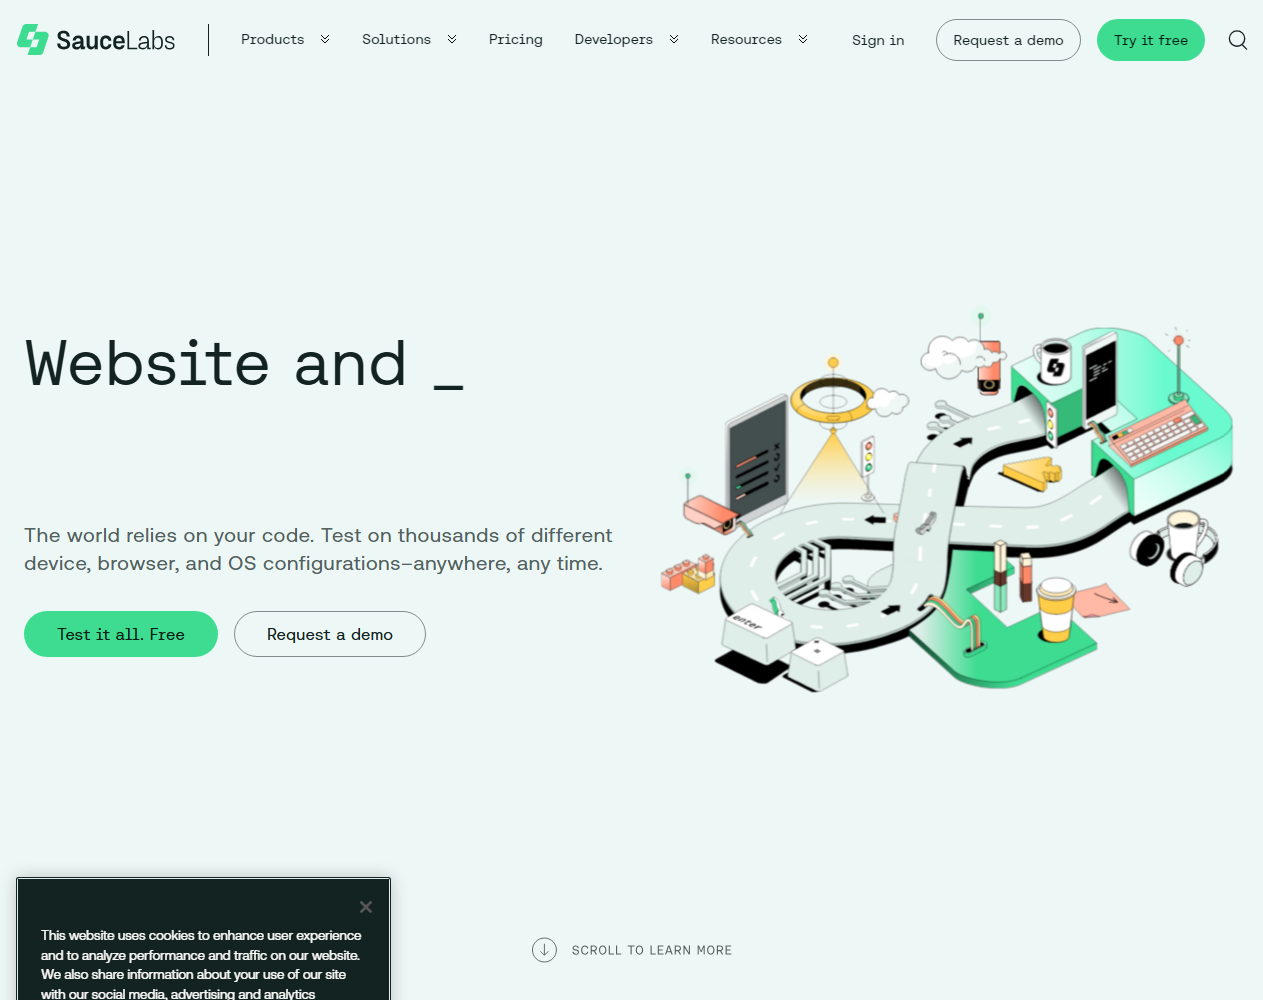 SauceLabs
Products
Solutions
Pricing
Developers
Resources
Sign in
Request a demo
Try it free
Website and _
The world relies on your code. Test on thousands of different
device, browser, and OS configurations–anywhere, any time.
Test it all. Free
Request a demo
enter
SCROLL TO LEARN MORE
This website uses cookies to enhance user experience
and to analyze performance and traffic on our website.
We also share information about your use of our site
with our social media, advertising and analytics